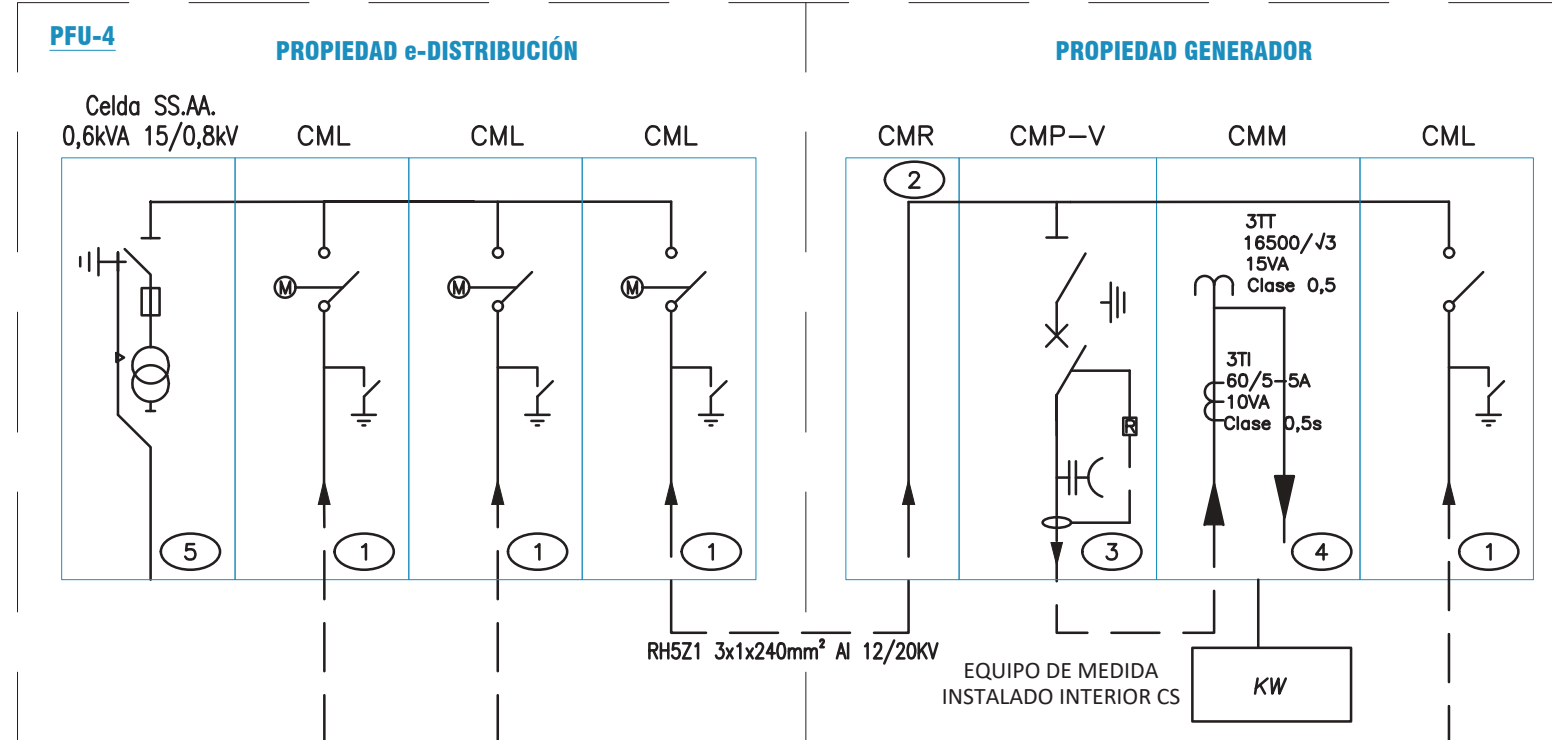 PFU-4
PROPIEDAD e-DISTRIBUCIÓN
PROPIEDAD GENERADOR
Celda SS.AA.
0,6kVA 15/0,8kV
CML
CML
CML
CMR
CMP-V
CMM
CML
2
3TT
16500/√3
15VA
Clase 0,5
M
M
M
3TI
60/5-5A
10VA
Clase 0,5s
R
5
1
1
1
3
4
1
RH5Z1 3x1x240mm² Al 12/20KV
EQUIPO DE MEDIDA
INSTALADO INTERIOR CS
KW